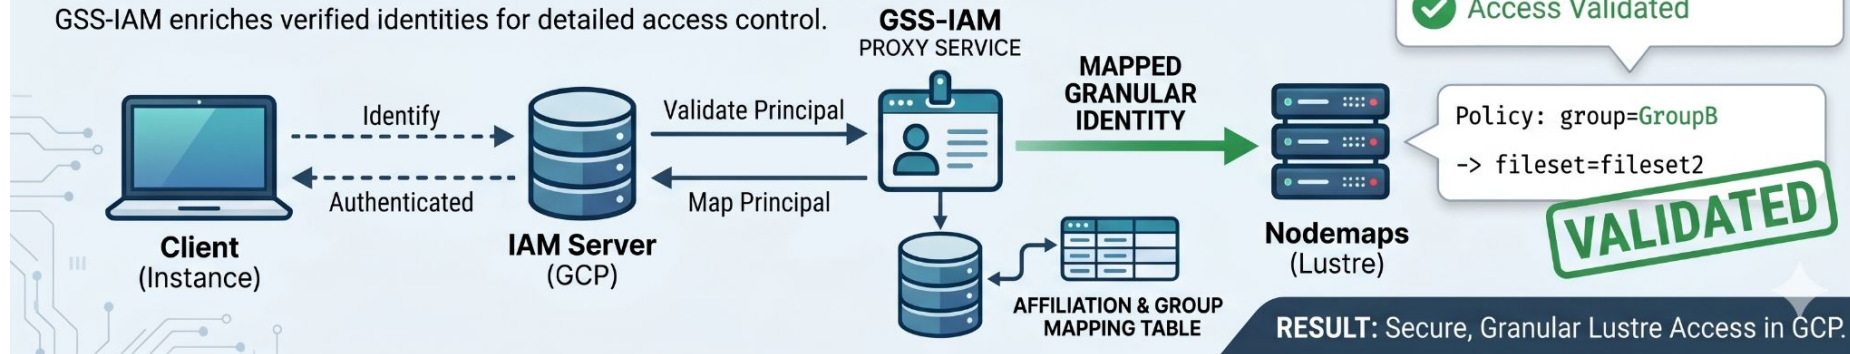 GSS-IAM enriches verified identities for detailed access control.
GSS-IAM
PROXY SERVICE
Access Validated
Identify
Authenticated
Client
(Instance)
Validate Principal
Map Principal
IAM Server
(GCP)
MAPPED
GRANULAR
IDENTITY
AFFILIATION & GROUP
MAPPING TABLE
Nodemaps
(Lustre)
Policy: group=GroupB
-> fileset=fileset2
VALIDATED
RESULT: Secure, Granular Lustre Access in GCP.